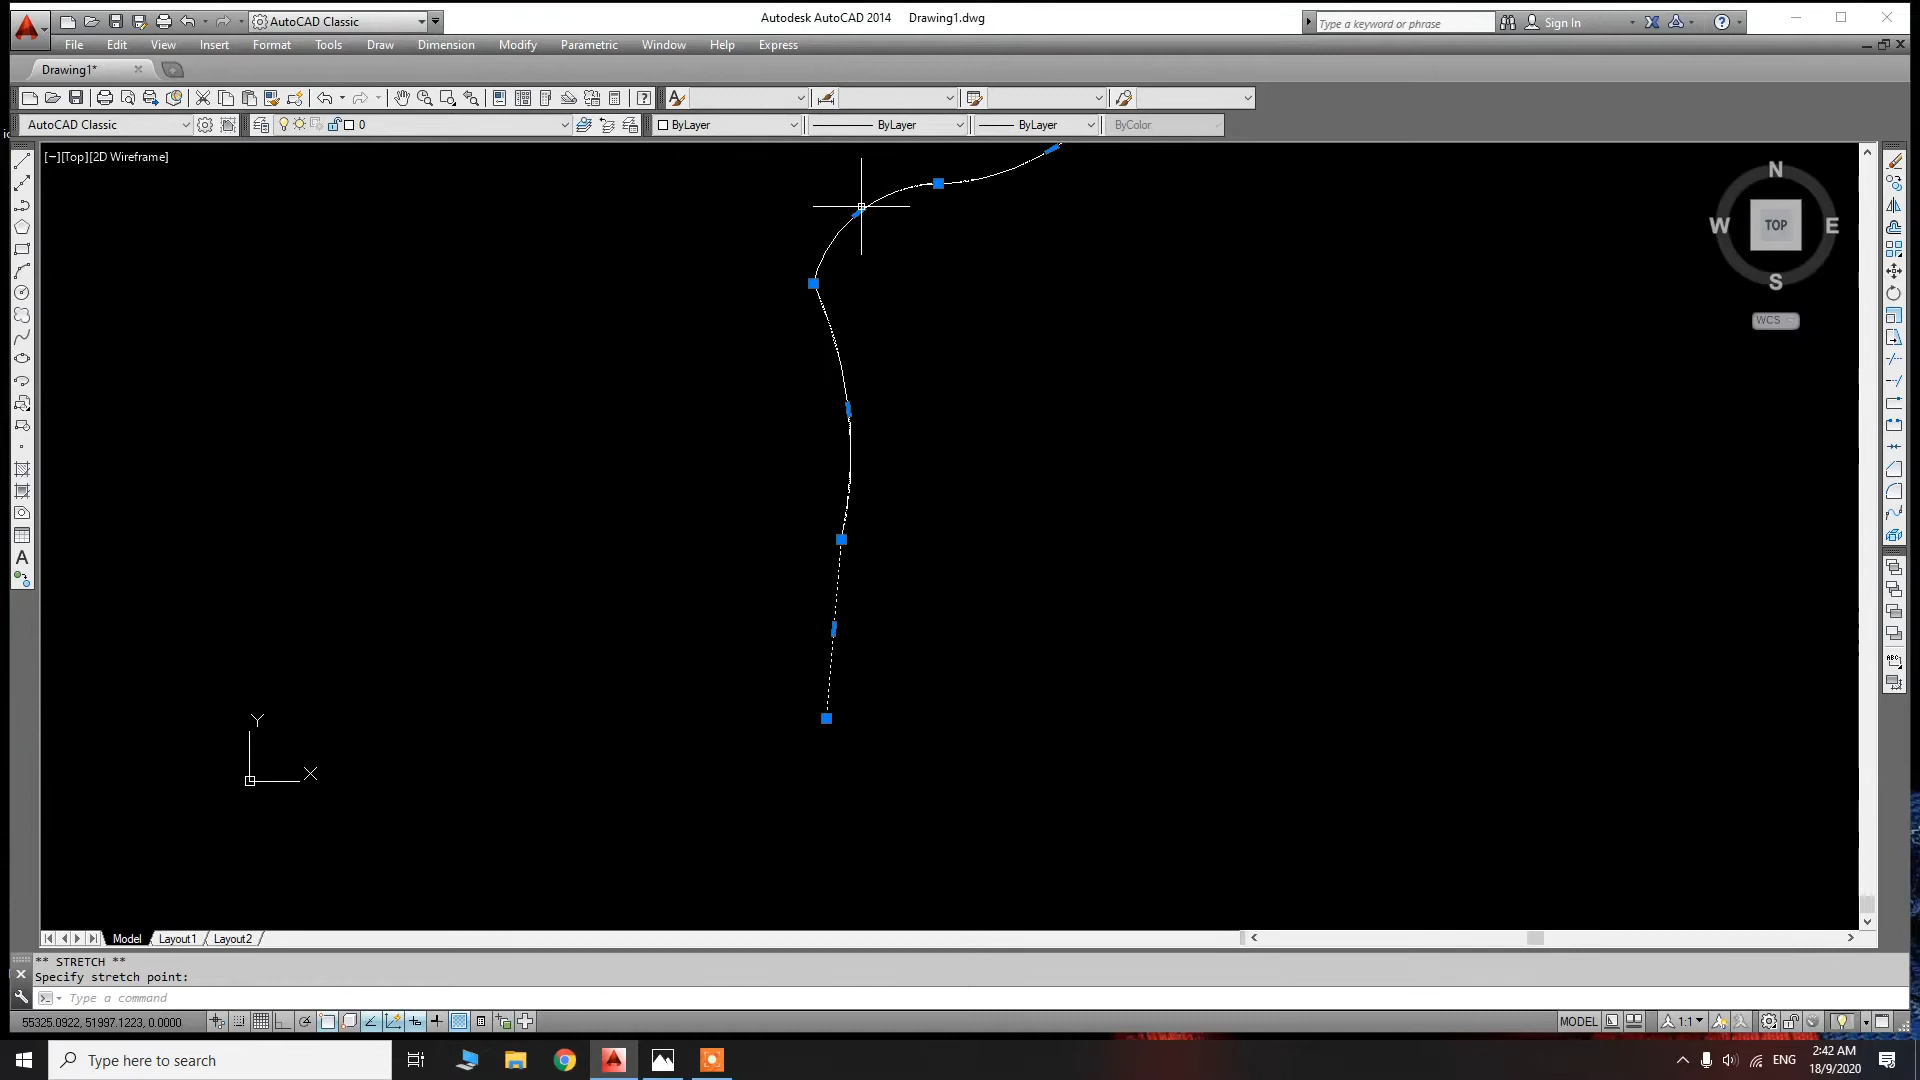 AutoCAD Classic
Autodesk AutoCAD 2014 Drawing1.dwg
Type a keyword or phrase
Sign In
File Edit View Insert Format Tools Draw Dimension Modify Parametric Window Help Express
Drawing1*
AutoCAD Classic
0
ByLayer
ByLayer
ByLayer
ByColor
[−][Top][2D Wireframe]
N
W TOP E
S
WCS
A
ABC
Y
X
Model Layout1 Layout2
** STRETCH **
Specify stretch point:
Type a command
55325.0922, 51997.1223, 0.0000
MODEL
1:1
Type here to search
ENG
2:42 AM
18/9/2020